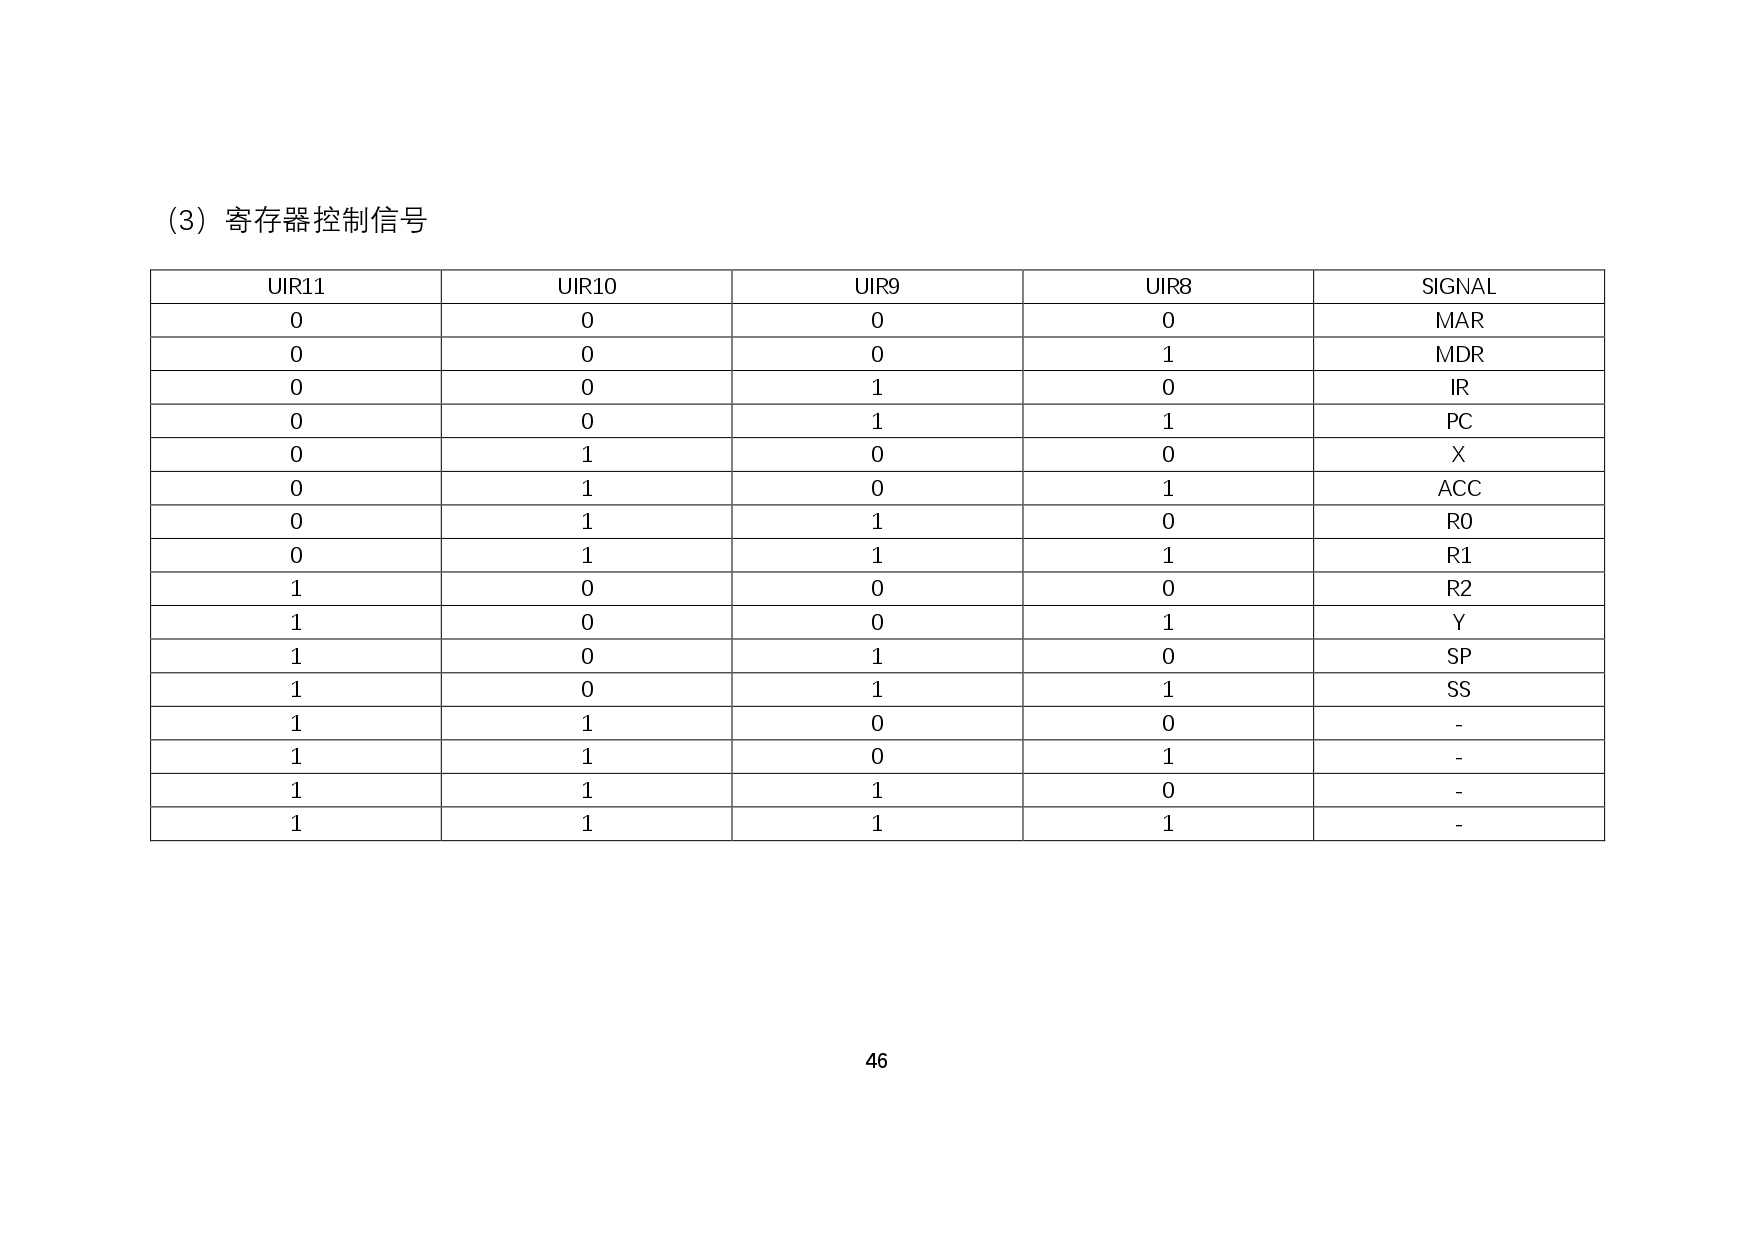 （3）寄存器控制信号
UIR11 UIR10 UIR9 UIR8 SIGNAL
0 0 0 0 MAR
0 0 0 1 MDR
0 0 1 0 IR
0 0 1 1 PC
0 1 0 0 X
0 1 0 1 ACC
0 1 1 0 R0
0 1 1 1 R1
1 0 0 0 R2
1 0 0 1 Y
1 0 1 0 SP
1 0 1 1 SS
1 1 0 0 -
1 1 0 1 -
1 1 1 0 -
1 1 1 1 -
46